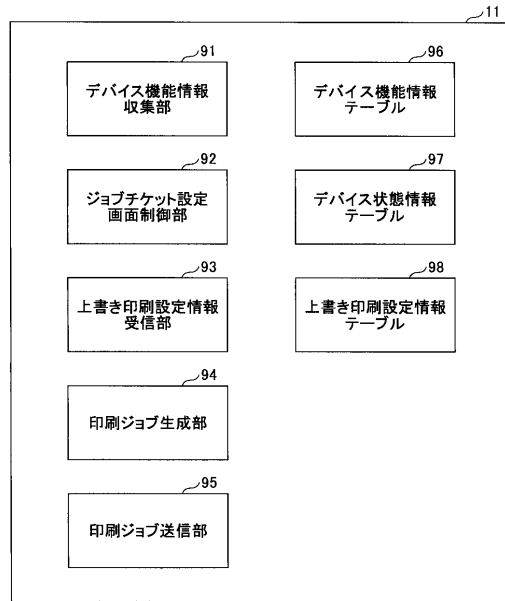 11
91
デバイス機能情報
収集部
92
ジョブチケット設定
画面制御部
93
上書き印刷設定情報
受信部
94
印刷ジョブ生成部
95
印刷ジョブ送信部
96
デバイス機能情報
テーブル
97
デバイス状態情報
テーブル
98
上書き印刷設定情報
テーブル